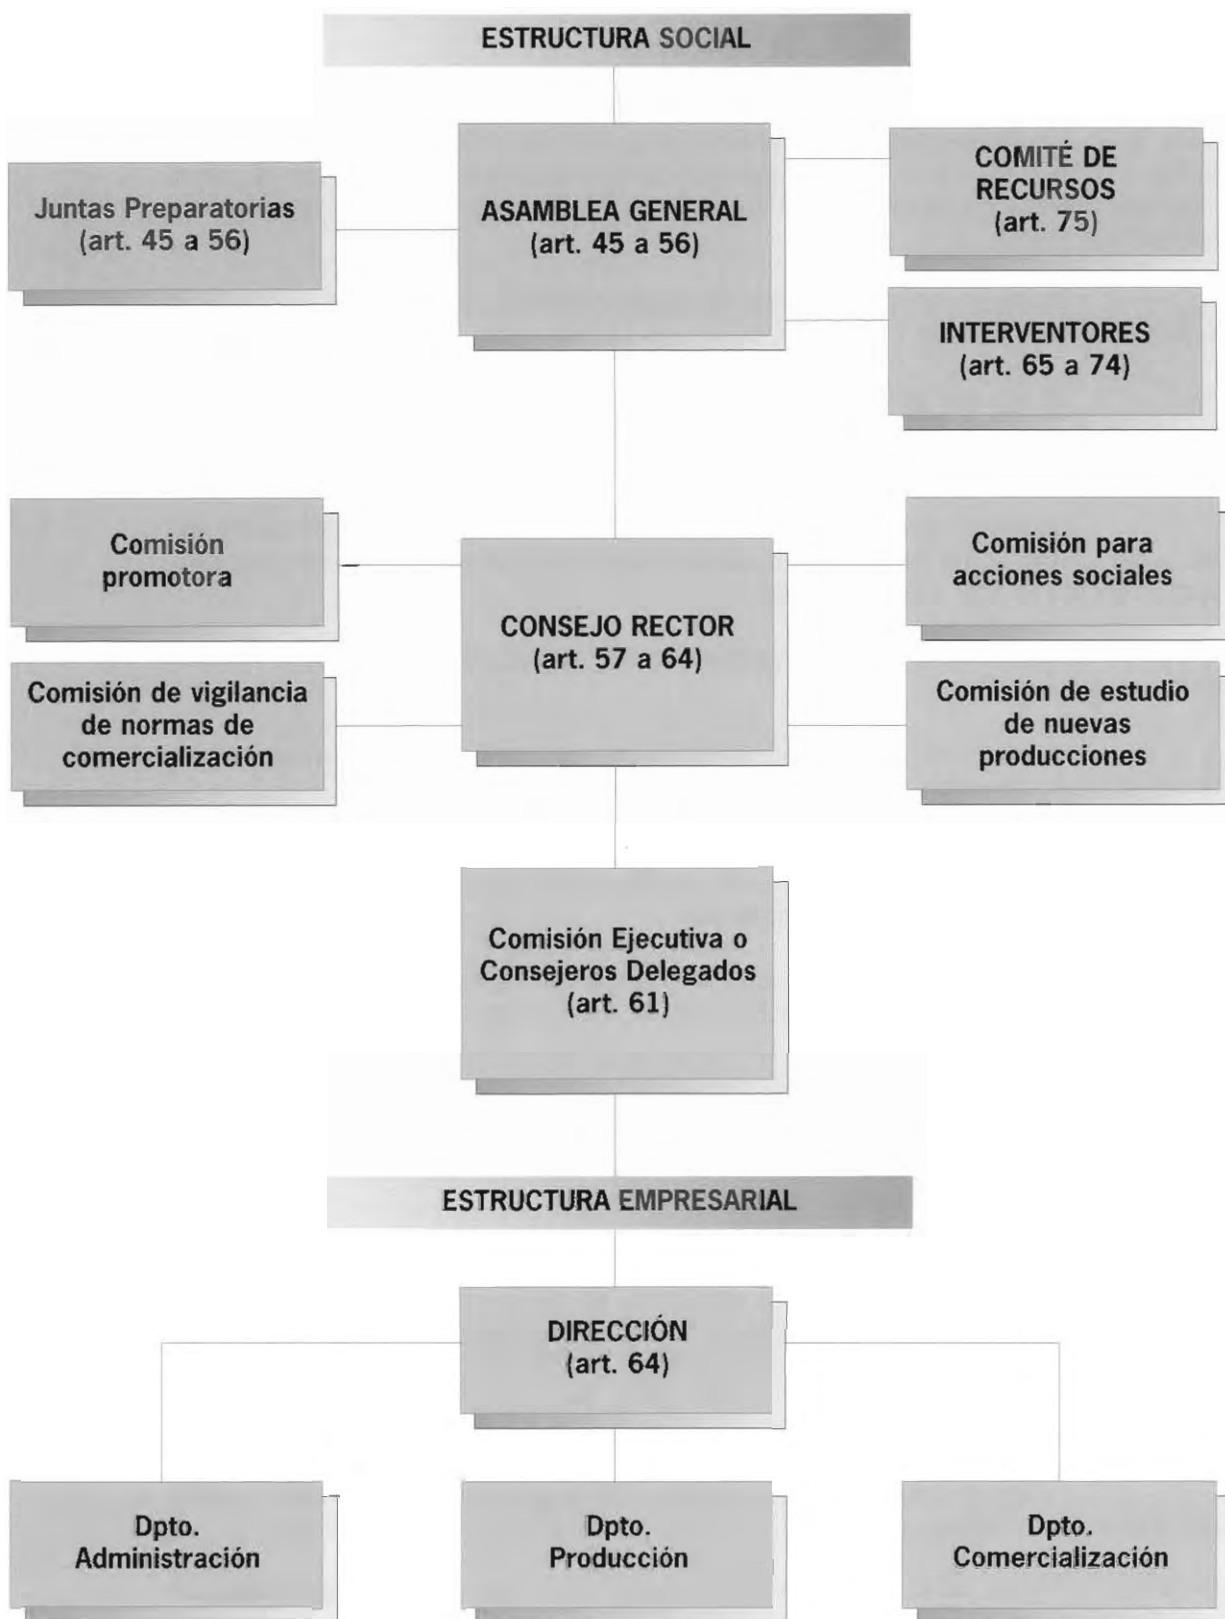 ESTRUCTURA SOCIAL
Juntas Preparatorias
(art. 45 a 56)
ASAMBLEA GENERAL
(art. 45 a 56)
COMITÉ DE
RECURSOS
(art. 75)
INTERVENTORES
(art. 65 a 74)
Comisión
promotora
CONSEJO RECTOR
(art. 57 a 64)
Comisión para
acciones sociales
Comisión de vigilancia
de normas de
comercialización
Comisión de estudio
de nuevas
producciones
Comisión Ejecutiva o
Consejeros Delegados
(art. 61)
ESTRUCTURA EMPRESARIAL
DIRECCIÓN
(art. 64)
Dpto.
Administración
Dpto.
Producción
Dpto.
Comercialización